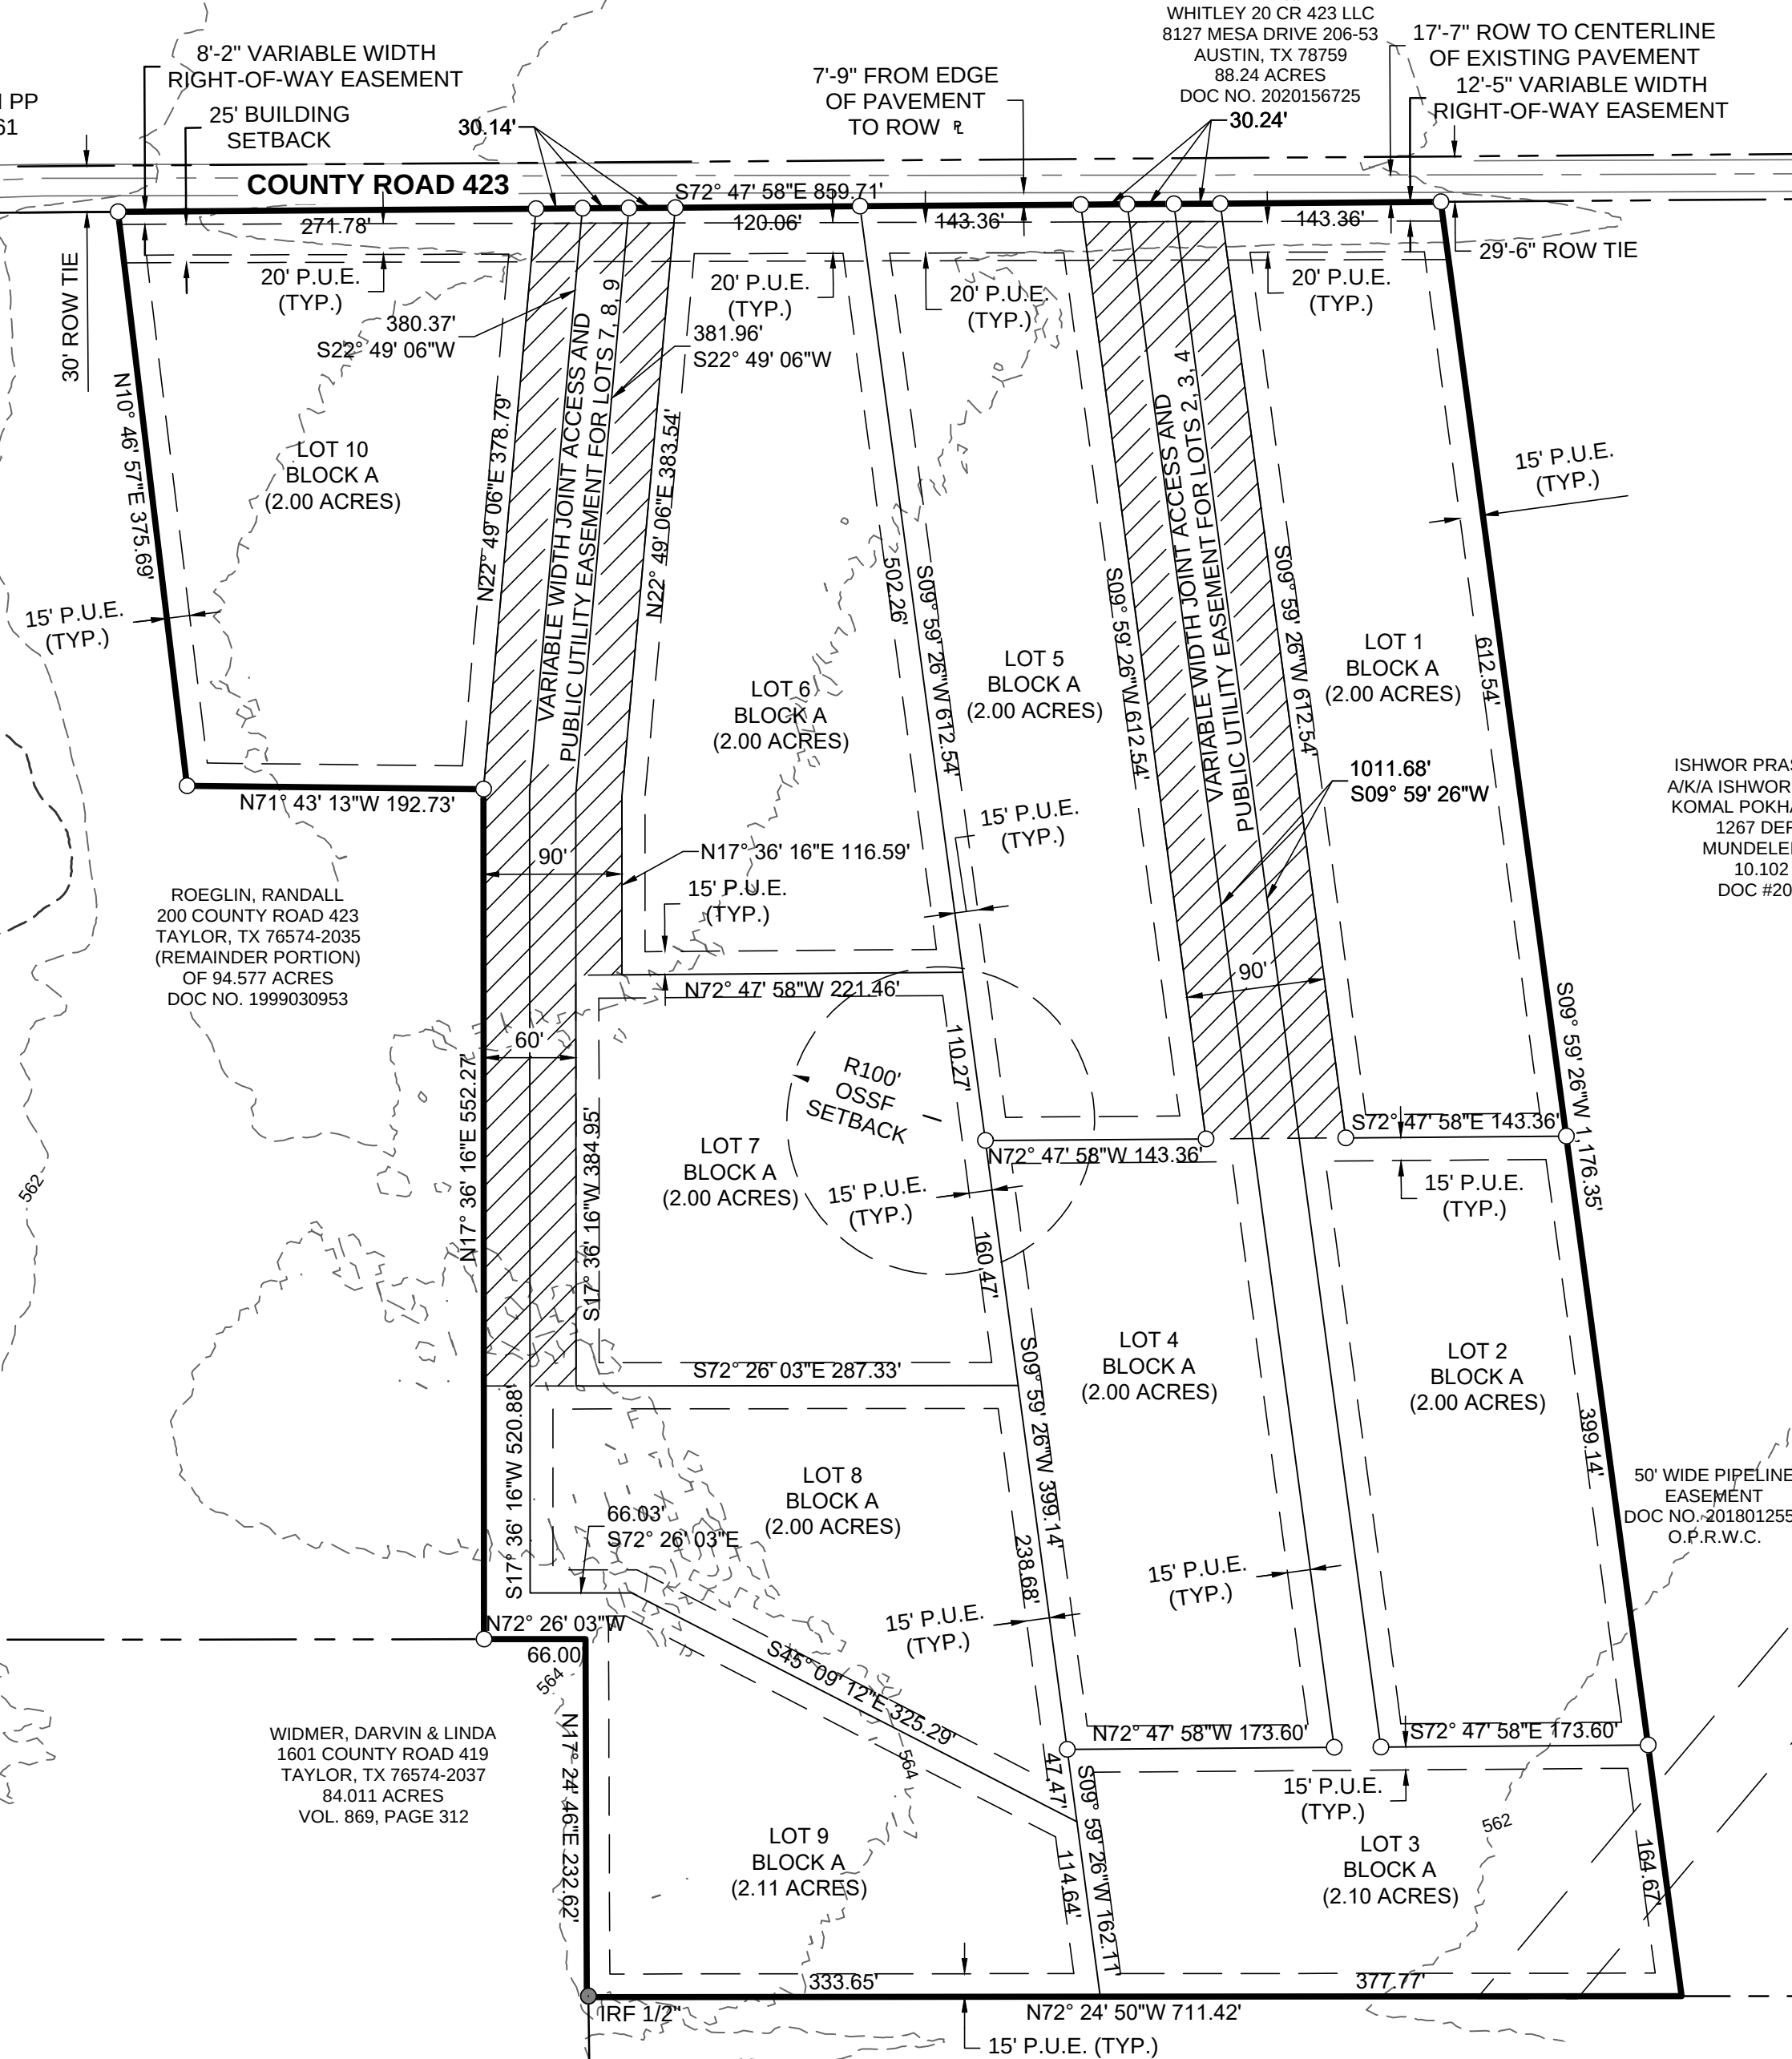 WHITLEY 20 CR 423 LLC
8127 MESA DRIVE 206-53
AUSTIN, TX 78759
88.24 ACRES
DOC NO. 2020156725
17'-7" ROW TO CENTERLINE
OF EXISTING PAVEMENT
12'-5" VARIABLE WIDTH
RIGHT-OF-WAY EASEMENT
8'-2" VARIABLE WIDTH
RIGHT-OF-WAY EASEMENT
7'-9" FROM EDGE
OF PAVEMENT
TO ROW ℞
PP
61
25' BUILDING
SETBACK
30.14'
30.24'
COUNTY ROAD 423
S72° 47' 58"E 859.71'
271.78'
120.06'
143.36'
143.36'
29'-6" ROW TIE
30' ROW TIE
20' P.U.E.
(TYP.)
20' P.U.E.
(TYP.)
20' P.U.E.
(TYP.)
20' P.U.E.
(TYP.)
380.37'
S22° 49' 06"W
381.96'
S22° 49' 06"W
N10° 46' 57"E 375.69'
LOT 10
BLOCK A
(2.00 ACRES)
N22° 49' 06"E 378.79'
VARIABLE WIDTH JOINT ACCESS AND
PUBLIC UTILITY EASEMENT FOR LOTS 7, 8, 9
N22° 49' 06"E 383.54'
502.26'
S09° 59' 26"W 612.54'
S09° 59' 26"W 612.54'
VARIABLE WIDTH JOINT ACCESS AND
PUBLIC UTILITY EASEMENT FOR LOTS 2, 3, 4
S09° 59' 26"W 612.54'
612.54'
15' P.U.E.
(TYP.)
15' P.U.E.
(TYP.)
LOT 6
BLOCK A
(2.00 ACRES)
LOT 5
BLOCK A
(2.00 ACRES)
LOT 1
BLOCK A
(2.00 ACRES)
1011.68'
S09° 59' 26"W
ISHWOR PRAS
A/K/A ISHWOR
KOMAL POKHA
1267 DER
MUNDELE
10.102
DOC #20
N71° 43' 13"W 192.73'
15' P.U.E.
(TYP.)
90'
N17° 36' 16"E 116.59'
15' P.U.E.
(TYP.)
ROEGLIN, RANDALL
200 COUNTY ROAD 423
TAYLOR, TX 76574-2035
(REMAINDER PORTION)
OF 94.577 ACRES
DOC NO. 1999030953
90'
N72° 47' 58"W 221.46'
60'
110.27'
R100'
OSSF
SETBACK
S09° 59' 26"W 1,176.35'
N17° 36' 16"E 552.27'
S17° 36' 16"W 384.95'
LOT 7
BLOCK A
(2.00 ACRES)
N72° 47' 58"W 143.36'
S72° 47' 58"E 143.36'
15' P.U.E.
(TYP.)
15' P.U.E.
(TYP.)
562
160.47'
LOT 4
BLOCK A
(2.00 ACRES)
LOT 2
BLOCK A
(2.00 ACRES)
S72° 26' 03"E 287.33'
S09° 59' 26"W 399.14'
399.14'
S17° 36' 16"W 520.88'
LOT 8
BLOCK A
(2.00 ACRES)
50' WIDE PIPELINE
EASEMENT
DOC NO. 201801255
O.P.R.W.C.
66.03'
S72° 26' 03"E
238.68'
15' P.U.E.
(TYP.)
15' P.U.E.
(TYP.)
N72° 26' 03"W
66.00'
S45° 09' 12"E 325.29'
564
564
N72° 47' 58"W 173.60'
S72° 47' 58"E 173.60'
WIDMER, DARVIN & LINDA
1601 COUNTY ROAD 419
TAYLOR, TX 76574-2037
84.011 ACRES
VOL. 869, PAGE 312
N17° 24' 46"E 232.62'
47.47'
S09° 59' 26"W 162.11'
15' P.U.E.
(TYP.)
562
LOT 9
BLOCK A
(2.11 ACRES)
LOT 3
BLOCK A
(2.10 ACRES)
114.64'
164.67'
333.65'
377.77'
IRF 1/2"
N72° 24' 50"W 711.42'
15' P.U.E. (TYP.)